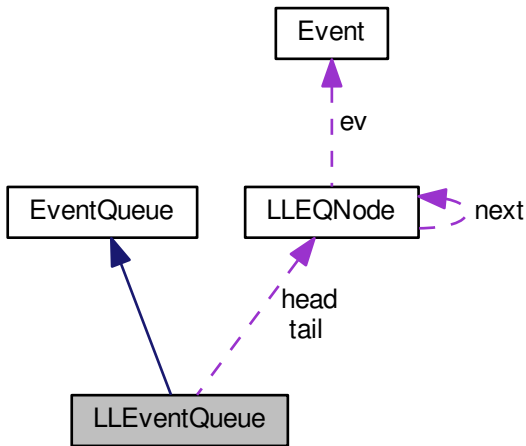 Event
ev
EventQueue
LLEQNode
next
head
tail
LLEventQueue